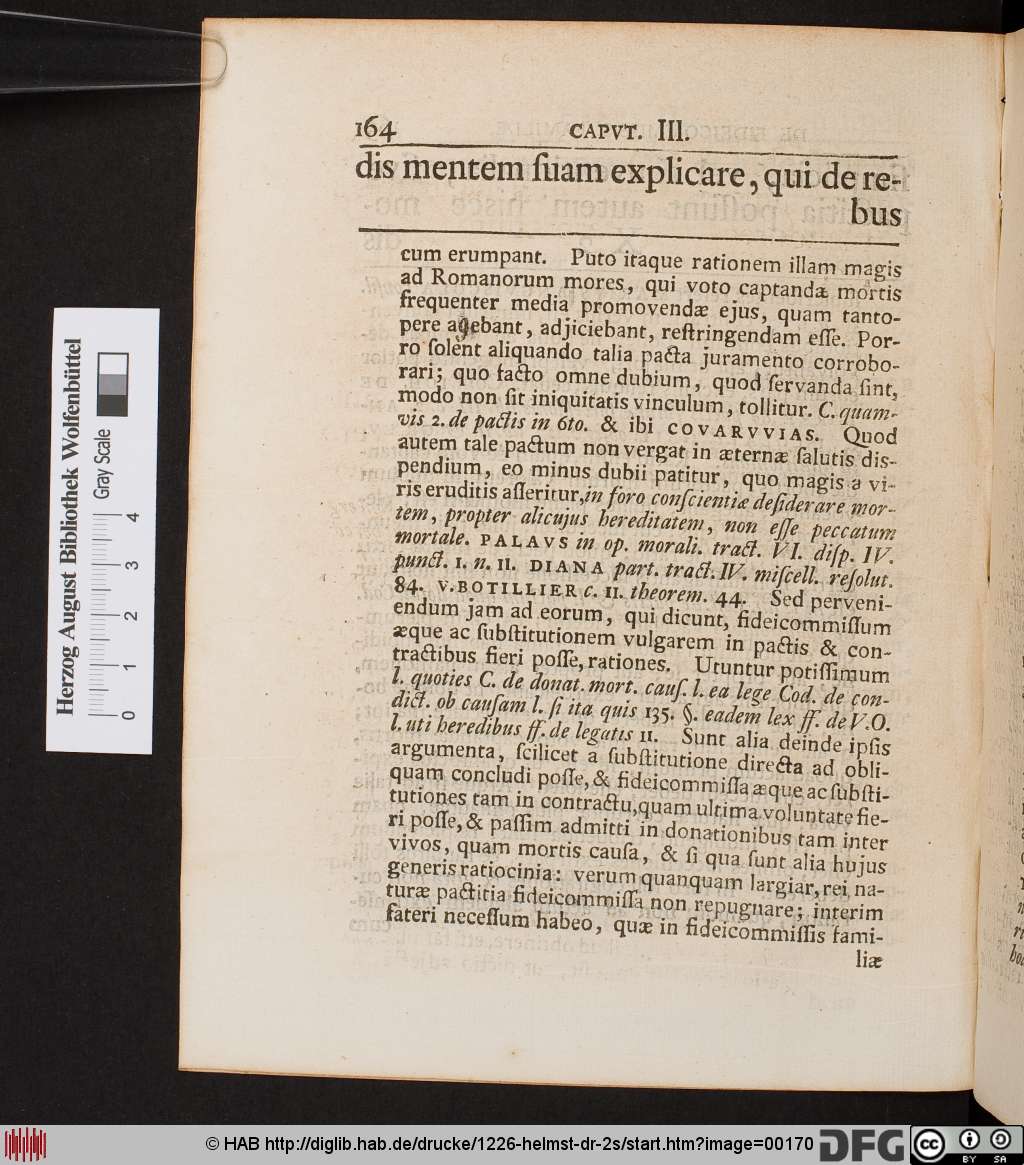 164 CAPVT. III.
dis mentem ſuam explicare, qui de re-
bus
cum erumpant. Puto itaque rationem illam magis
ad Romanorum mores, qui voto captandæ mortis
frequenter media promovendæ ejus, quam tanto-
pere agebant, adjiciebant, reſtringendam eſſe. Por-
ro ſolent aliquando talia pacta juramento corrobo-
rari; quo facto omne dubium, quod ſervanda ſint,
modo non ſit iniquitatis vinculum, tollitur. C. quam-
vis 2. de pactis in 6to. & ibi COVARVVIAS. Quod
autem tale pactum non vergat in æternæ ſalutis dis-
pendium, eo minus dubii patitur, quo magis a vi-
ris eruditis aſſeritur, in foro conſcientiæ deſiderare mor-
tem, propter alicujus hereditatem, non eſſe peccatum
mortale. PALAVS in op. morali. tract. VI. diſp. IV.
punct. 1. n. 11. DIANA part. tract. IV. miſcell. reſolut.
84. V. BOTILLIER c. 11. theorem. 44. Sed perveni-
endum jam ad eorum, qui dicunt, fideicommiſſum
æque ac ſubſtitutionem vulgarem in pactis & con-
tractibus fieri poſſe, rationes. Utuntur potiſſimum
l. quoties C. de donat. mort. cauſ. l. ea lege Cod. de con-
dict. ob cauſam l. ſi ita quis 135. §. eadem lex ff. de V.O.
l. uti heredibus ff. de legatis 11. Sunt alia deinde ipſis
argumenta, ſcilicet a ſubſtitutione directa ad obli-
quam concludi poſſe, & fideicommiſſa æque ac ſubſti-
tutiones tam in contractu, quam ultima voluntate fie-
ri poſſe, & paſſim admitti in donationibus tam inter
vivos, quam mortis cauſa, & ſi qua ſunt alia hujus
generis ratiocinia: verum quanquam largiar, rei na-
turæ pactitia fideicommiſſa non repugnare; interim
fateri neceſſum habeo, quæ in fideicommiſſis fami-
liæ
Herzog August Bibliothek Wolfenbüttel
Gray Scale
0 1 2 3 4
© HAB http://diglib.hab.de/drucke/1226-helmst-dr-2s/start.htm?image=00170
DFG
cc BY SA